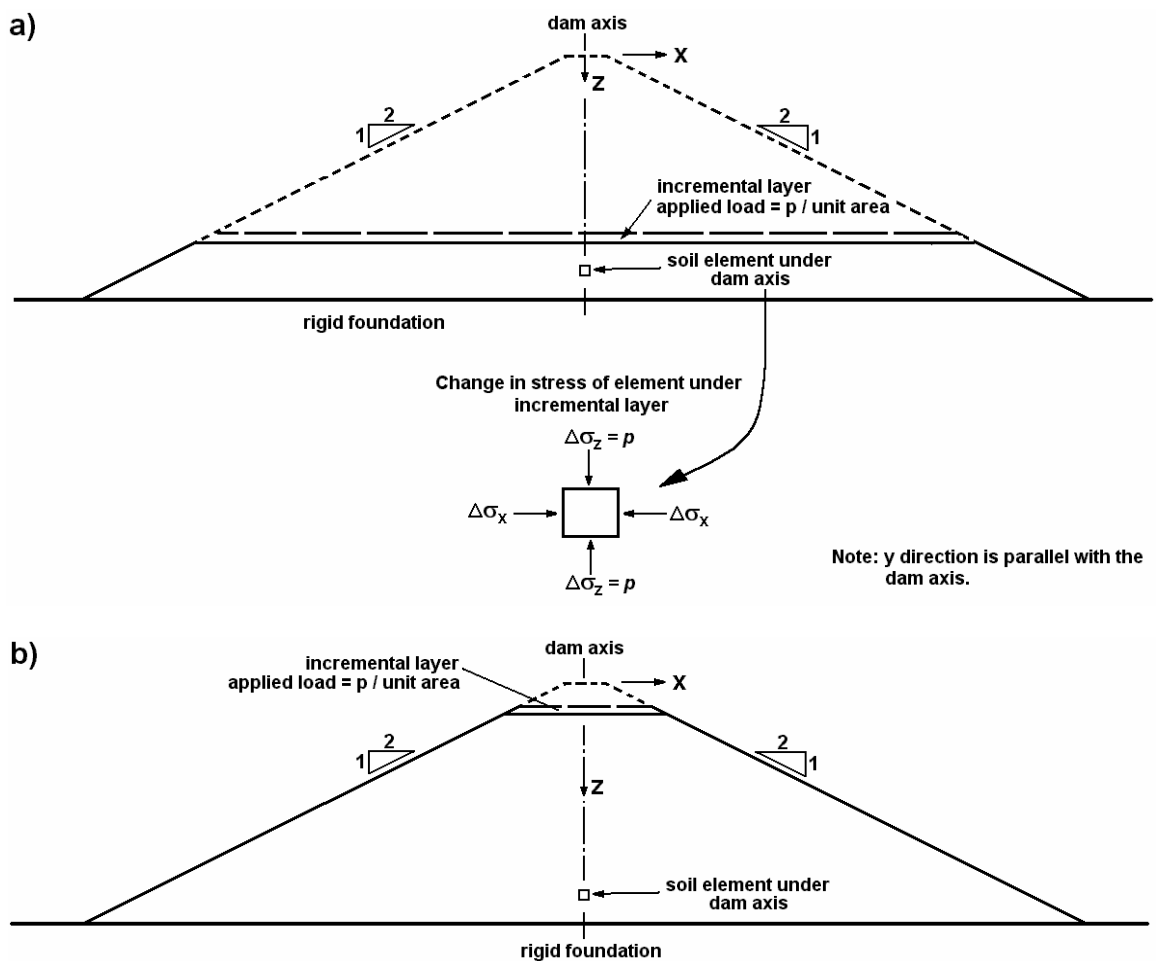 a)
dam axis
X
Z
2
1
2
1
incremental layer
applied load = p / unit area
soil element under
dam axis
rigid foundation
Change in stress of element under
incremental layer
Δσz = p
Δσx
Δσx
Δσz = p
Note: y direction is parallel with the
dam axis.
b)
dam axis
incremental layer
applied load = p / unit area
X
2
1
2
1
Z
soil element under
dam axis
rigid foundation